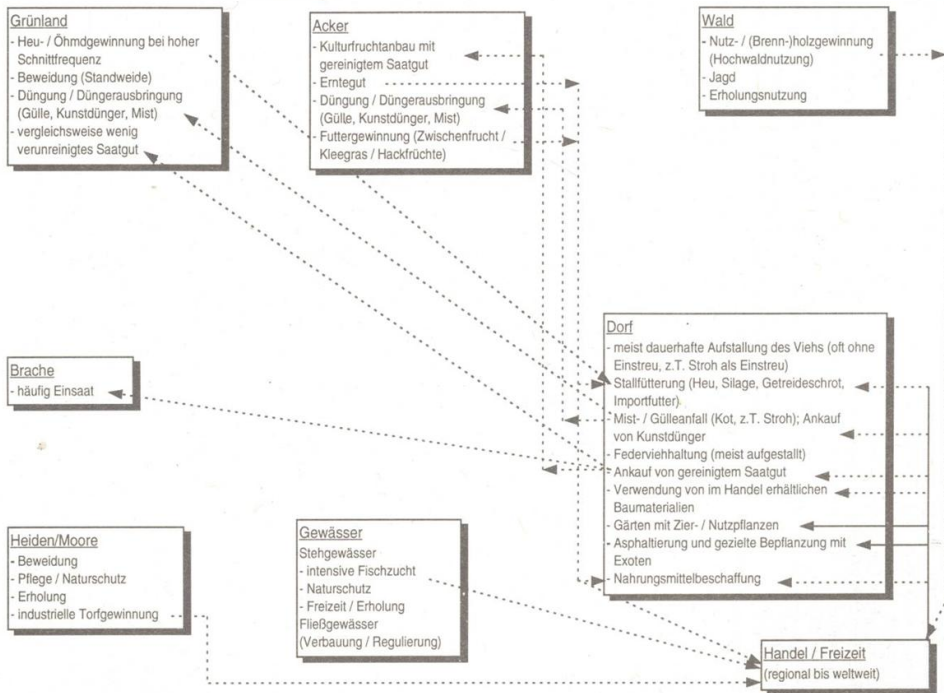 Grünland
- Heu- / Öhmdgewinnung bei hoher
Schnittfrequenz
- Beweidung (Standweide)
- Düngung / Düngerausbringung
(Gülle, Kunstdünger, Mist)
- vergleichsweise wenig
verunreinigtes Saatgut
Acker
- Kulturfruchtanbau mit
gereinigtem Saatgut
- Erntegut
- Düngung / Düngerausbringung
(Gülle, Kunstdünger, Mist)
- Futtergewinnung (Zwischenfrucht /
Kleegras / Hackfrüchte)
Wald
- Nutz- / (Brenn-)holzgewinnung
(Hochwaldnutzung)
- Jagd
- Erholungsnutzung
Brache
- häufig Einsaat
Dorf
- meist dauerhafte Aufstallung des Viehs (oft ohne
Einstreu, z.T. Stroh als Einstreu)
- Stallfütterung (Heu, Silage, Getreideschrot,
Importfutter)
- Mist- / Gülleanfall (Kot, z.T. Stroh); Ankauf
von Kunstdünger
- Federviehhaltung (meist aufgestallt)
- Ankauf von gereinigtem Saatgut
- Verwendung von im Handel erhältlichen
Baumaterialien
- Gärten mit Zier- / Nutzpflanzen
- Asphaltierung und gezielte Bepflanzung mit
Exoten
- Nahrungsmittelbeschaffung
Heiden/Moore
- Beweidung
- Pflege / Naturschutz
- Erholung
- industrielle Torfgewinnung
Gewässer
Stehgewässer
- intensive Fischzucht
- Naturschutz
- Freizeit / Erholung
Fließgewässer
(Verbauung / Regulierung)
Handel / Freizeit
(regional bis weltweit)